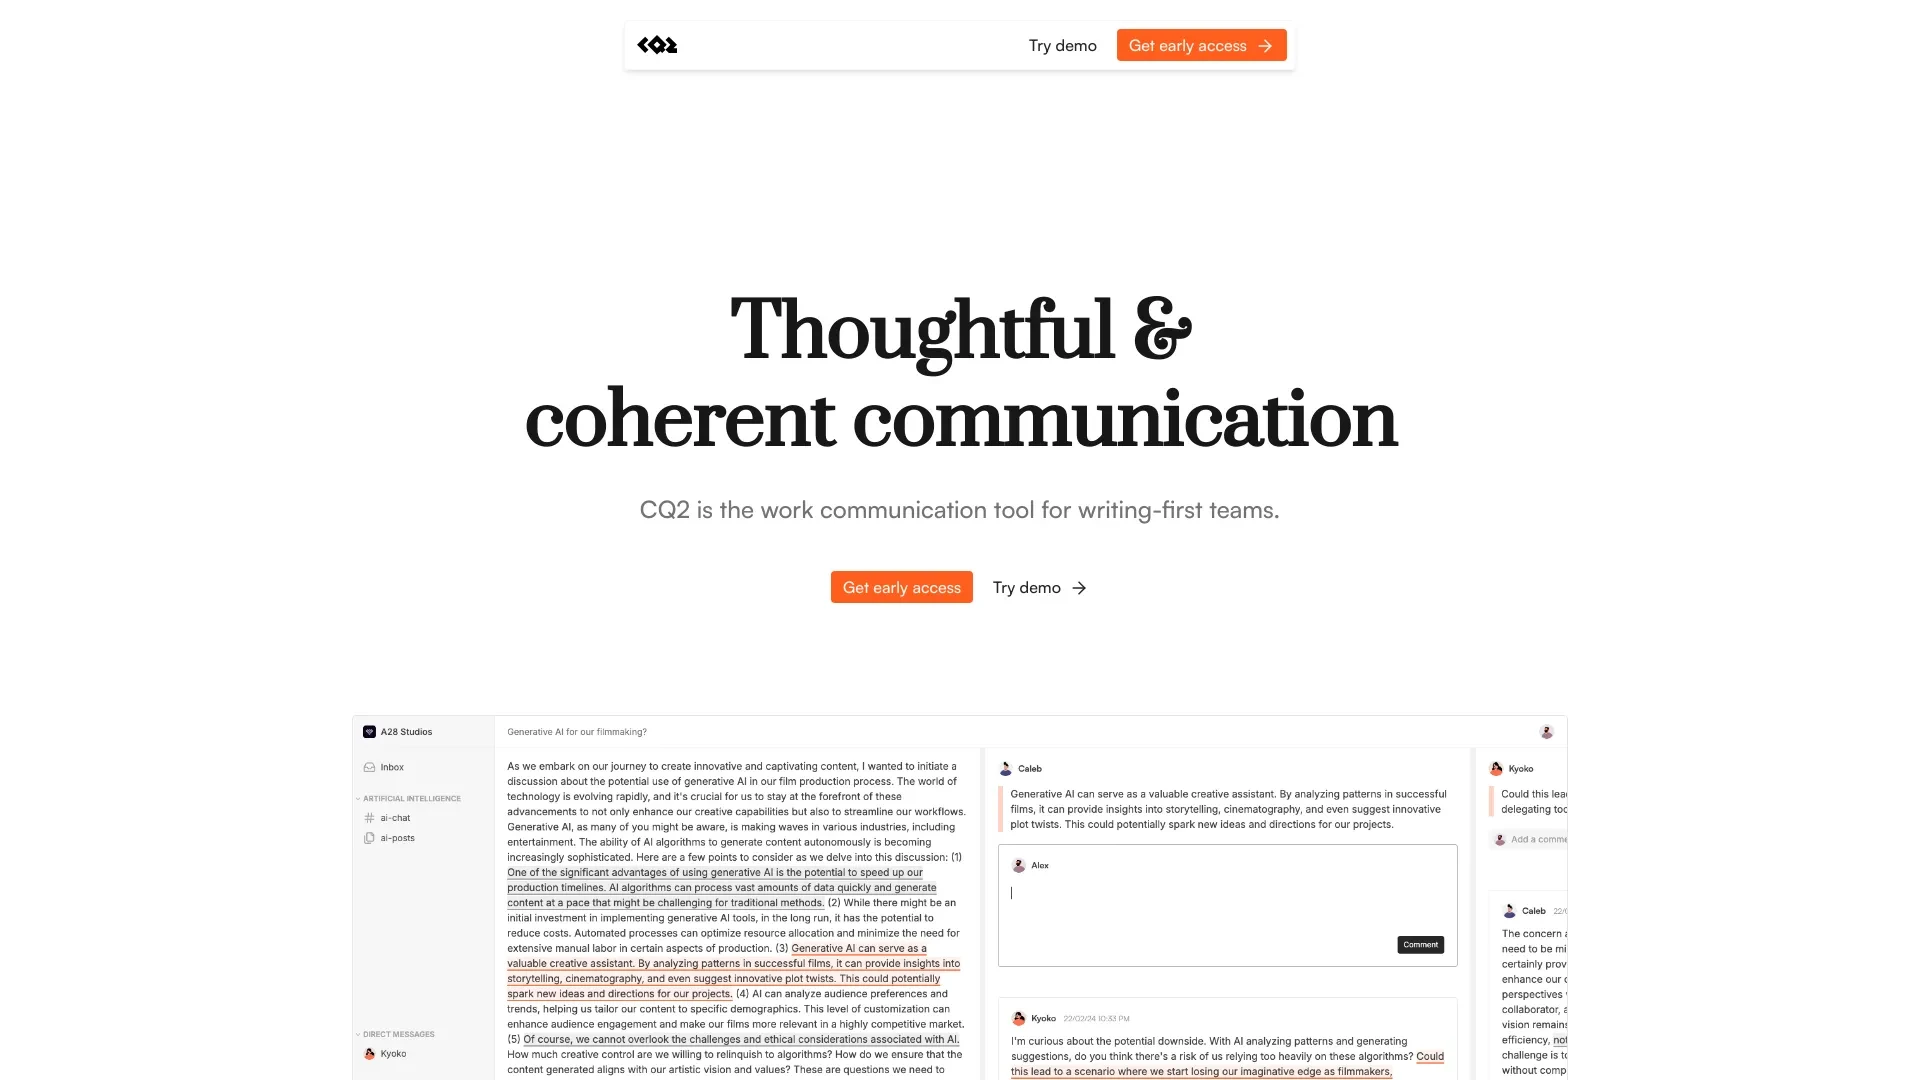 CQ2
Try demo
Get early access
Thoughtful &
coherent communication
CQ2 is the work communication tool for writing-first teams.
Get early access
Try demo
A28 Studios
Inbox
ARTIFICIAL INTELLIGENCE
ai-chat
ai-posts
DIRECT MESSAGES
Kyoko
Generative AI for our filmmaking?
As we embark on our journey to create innovative and captivating content, I wanted to initiate a
discussion about the potential use of generative AI in our film production process. The world of
technology is evolving rapidly, and it's crucial for us to stay at the forefront of these
advancements to not only enhance our creative capabilities but also to streamline our workflows.
Generative AI, as many of you might be aware, is making waves in various industries, including
entertainment. The ability of AI algorithms to generate content autonomously is becoming
increasingly sophisticated. Here are a few points to consider as we delve into this discussion: (1)
One of the significant advantages of using generative AI is the potential to speed up our
production timelines. AI algorithms can process vast amounts of data quickly and generate
content at a pace that might be challenging for traditional methods. (2) While there might be an
initial investment in implementing generative AI tools, in the long run, it has the potential to
reduce costs. Automated processes can optimize resource allocation and minimize the need for
extensive manual labor in certain aspects of production. (3) Generative AI can serve as a
valuable creative assistant. By analyzing patterns in successful films, it can provide insights into
storytelling, cinematography, and even suggest innovative plot twists. This could potentially
spark new ideas and directions for our projects. (4) AI can analyze audience preferences and
trends, helping us tailor our content to specific demographics. This level of customization can
enhance audience engagement and make our films more relevant in a highly competitive market.
(5) Of course, we cannot overlook the challenges and ethical considerations associated with AI.
How much creative control are we willing to relinquish to algorithms? How do we ensure that the
content generated aligns with our artistic vision and values? These are questions we need to
Caleb
Generative AI can serve as a valuable creative assistant. By analyzing patterns in successful
films, it can provide insights into storytelling, cinematography, and even suggest innovative
plot twists. This could potentially spark new ideas and directions for our projects.
Alex
Comment
Kyoko 22/02/24 10:33 PM
I'm curious about the potential downside. With AI analyzing patterns and generating
suggestions, do you think there's a risk of us relying too heavily on these algorithms? Could
this lead to a scenario where we start losing our imaginative edge as filmmakers,
Kyoko
Could this lea
delegating too
Add a comme
Caleb 22/
The concern a
need to be mi
certainly prov
enhance our c
perspectives
collaborator, a
vision remains
efficiency, not
challenge is to
without comp